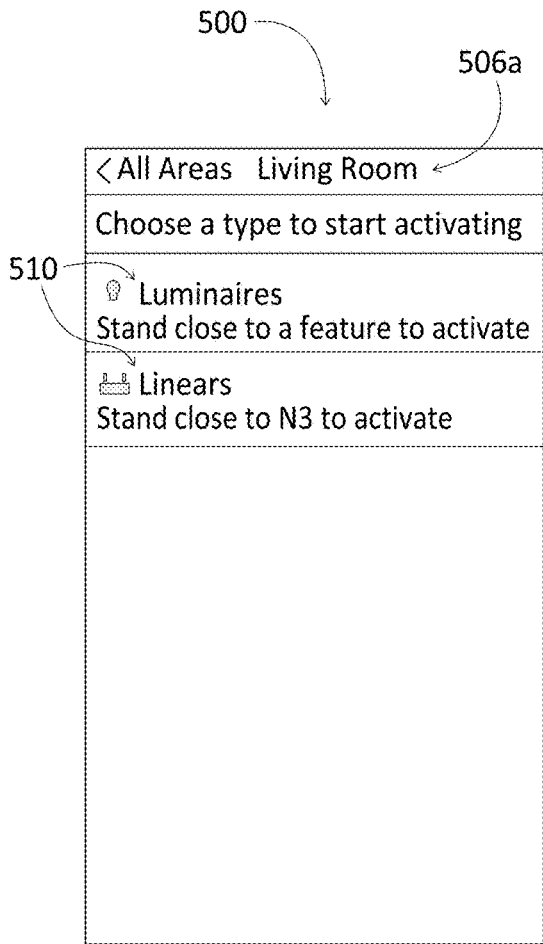 500
506a
< All Areas Living Room
Choose a type to start activating
510
Luminaires
Stand close to a feature to activate
Linears
Stand close to N3 to activate